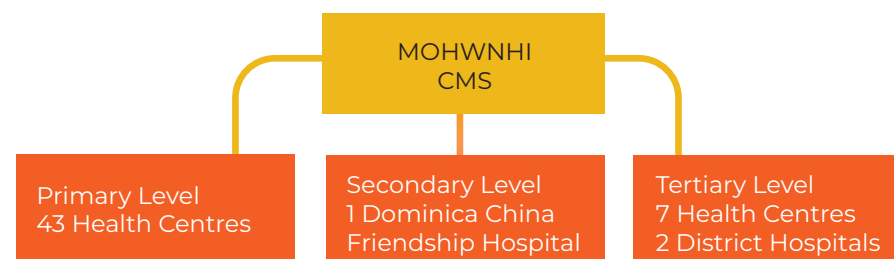 MOHWNHI
CMS
Primary Level
43 Health Centres
Secondary Level
1 Dominica China
Friendship Hospital
Tertiary Level
7 Health Centres
2 District Hospitals